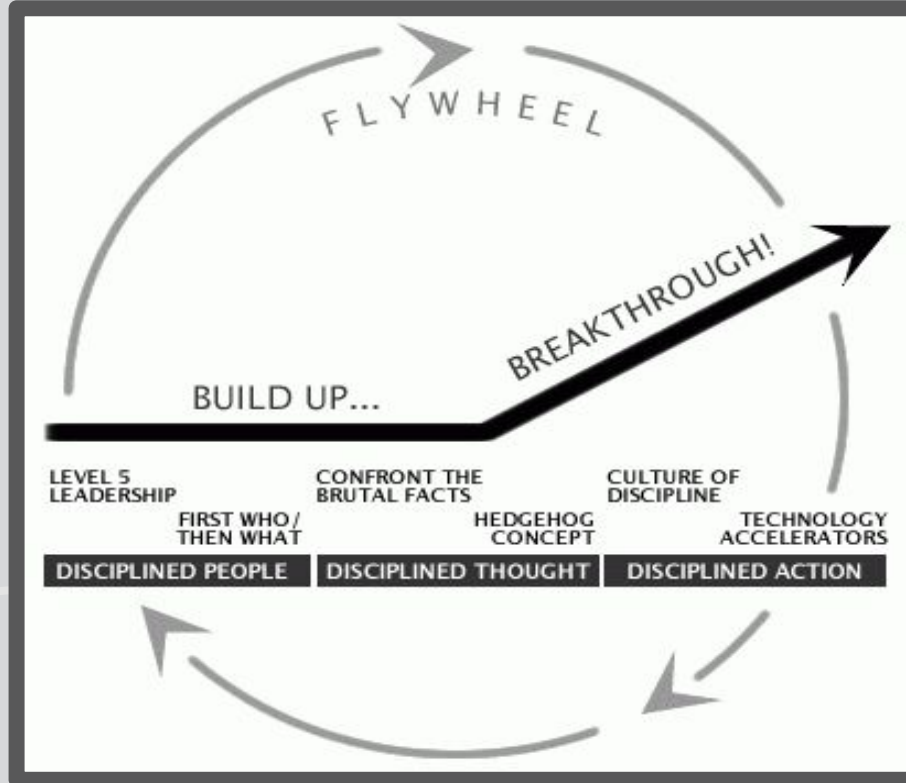 FLYWHEEL
BREAKTHROUGH!
BUILD UP...
LEVEL 5
LEADERSHIP
FIRST WHO/
THEN WHAT
CONFRONT THE
BRUTAL FACTS
HEDGEHOG
CONCEPT
CULTURE OF
DISCIPLINE
TECHNOLOGY
ACCELERATORS
DISCIPLINED PEOPLE
DISCIPLINED THOUGHT
DISCIPLINED ACTION